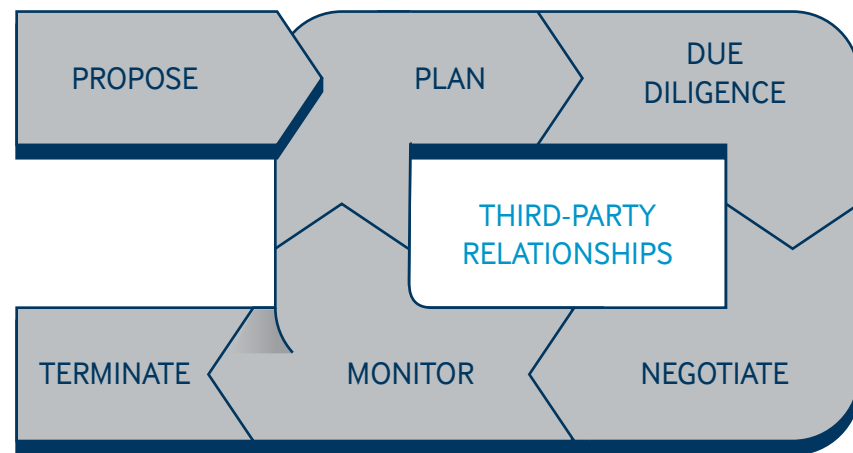 PROPOSE
PLAN
DUE
DILIGENCE
THIRD-PARTY
RELATIONSHIPS
TERMINATE
MONITOR
NEGOTIATE